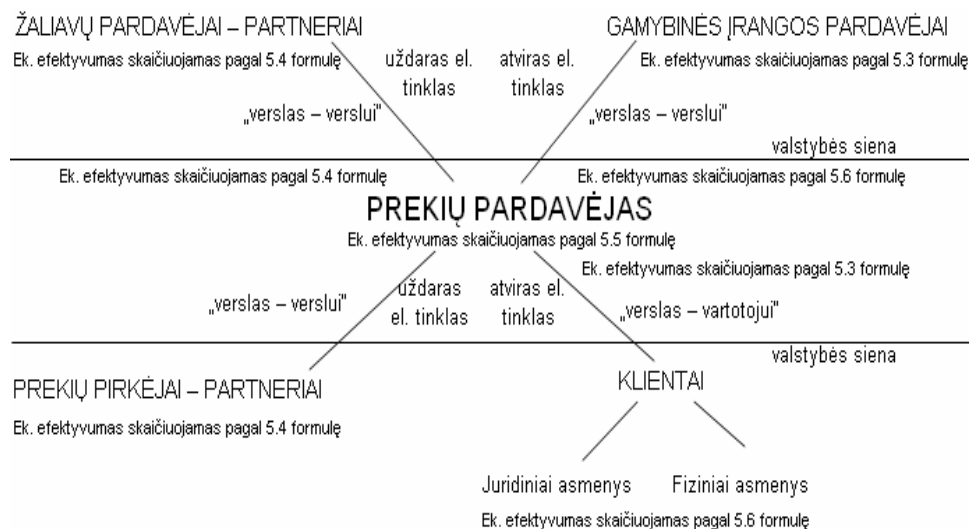 ŽALIAVŲ PARDAVĖJAI – PARTNERIAI
GAMYBINĖS ĮRANGOS PARDAVĖJAI
Ek. efektyvumas skaičiuojamas pagal 5.4 formulę
uždaras el.
tinklas
atviras el.
tinklas
Ek. efektyvumas skaičiuojamas pagal 5.3 formulę
„verslas – verslui"
„verslas – verslui"
valstybės siena
Ek. efektyvumas skaičiuojamas pagal 5.4 formulę
Ek. efektyvumas skaičiuojamas pagal 5.6 formulę
PREKIŲ PARDAVĖJAS
Ek. efektyvumas skaičiuojamas pagal 5.5 formulę
Ek. efektyvumas skaičiuojamas pagal 5.3 formulę
„verslas – verslui"
uždaras
el. tinklas
atviras el.
tinklas
„verslas – vartotojui"
valstybės siena
PREKIŲ PIRKĖJAI – PARTNERIAI
KLIENTAI
Ek. efektyvumas skaičiuojamas pagal 5.4 formulę
Juridiniai asmenys
Fiziniai asmenys
Ek. efektyvumas skaičiuojamas pagal 5.6 formulę